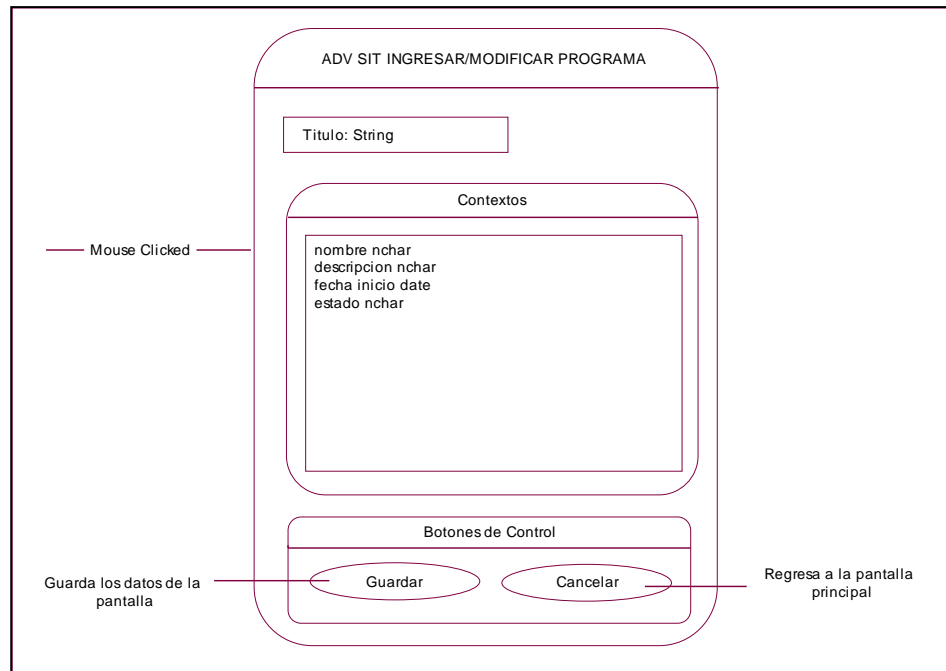 ADV SIT INGRESAR/MODIFICAR PROGRAMA
Titulo: String
Contextos
nombre nchar
descripcion nchar
fecha inicio date
estado nchar
Mouse Clicked
Botones de Control
Guardar
Cancelar
Guarda los datos de la
pantalla
Regresa a la pantalla
principal